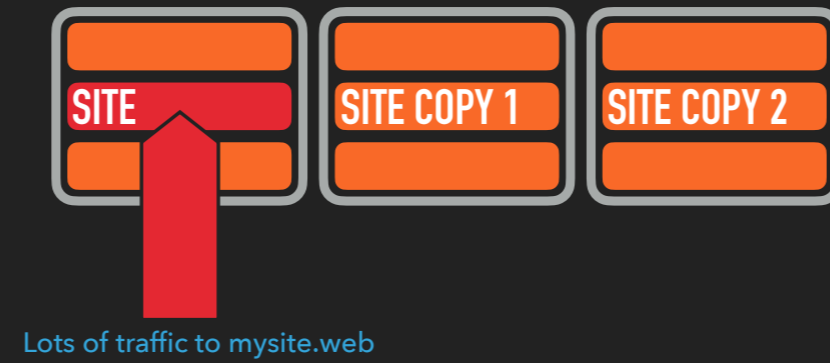 SITE
SITE COPY 1
SITE COPY 2
Lots of traffic to mysite.web